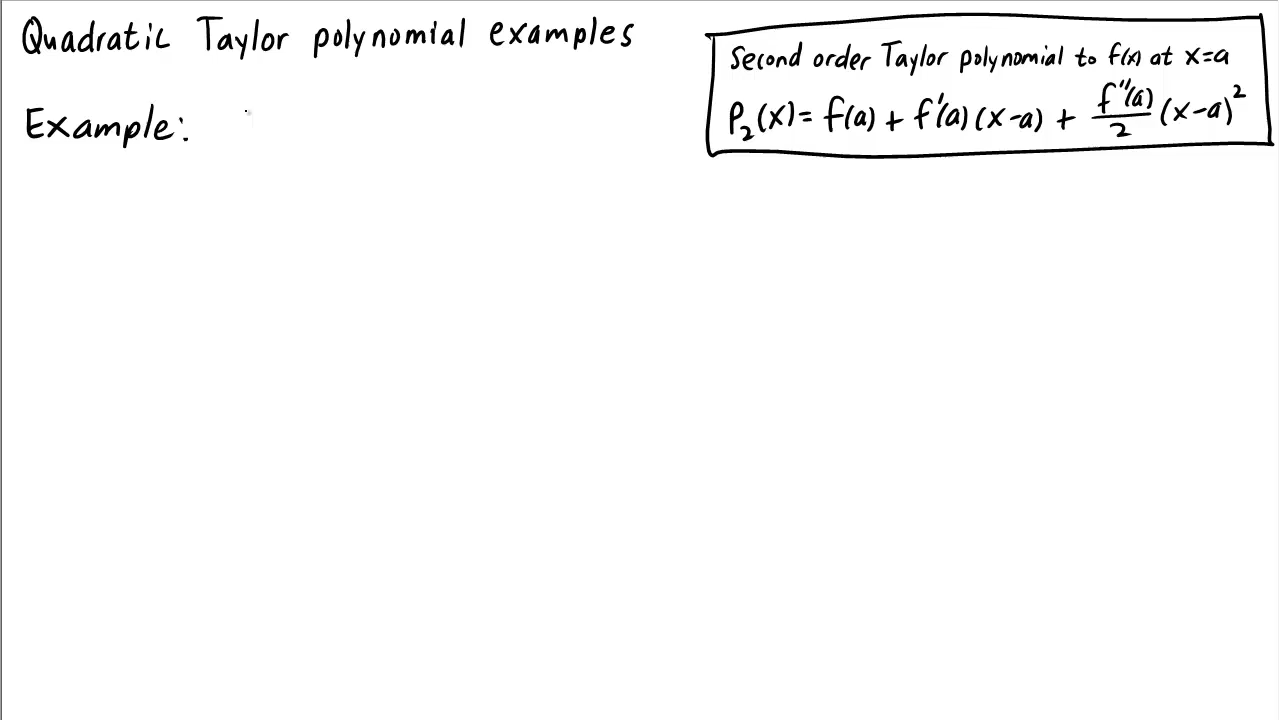 Quadratic Taylor polynomial examples
Second order Taylor polynomial to f(x) at x=a
P₂(x)= f(a) + f'(a) (x-a) + f''(a)/2 (x-a)²
Example: